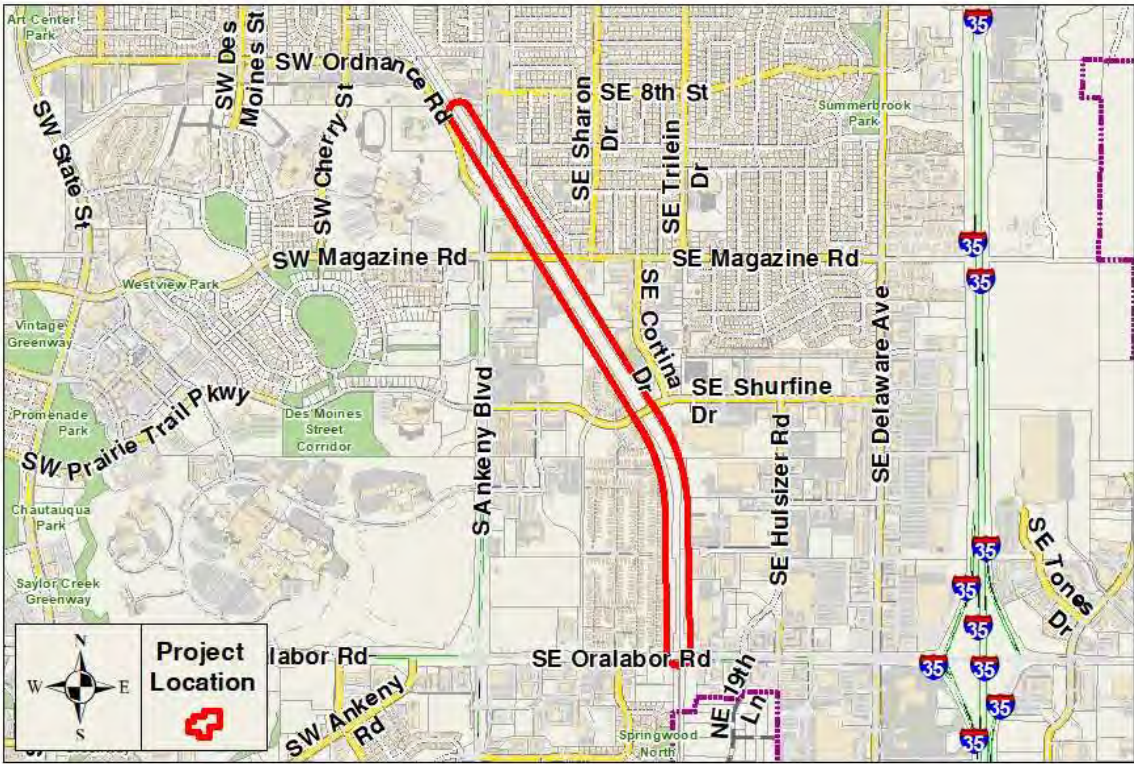 Art Center
Park
SW Des
Moines St
SW Ordnance Rd
SW Cherry St
SW State St
SE Sharon
Dr
SE 8th St
SE Trilein
Dr
Summerbrook
Park
35
35
35
SW Magazine Rd
SE Magazine Rd
Westview Park
Vintage
Greenway
SE Cortina
Dr
SE Delaware Ave
S Ankeny Blvd
SE Shurfine
Dr
Promenade
Park
SW Prairie Trail Pkwy
Des Moines
Street
Corridor
SE Hulsizer Rd
Chautauqua
Park
SE Tones
Dr
Saylor Creek
Greenway
35
35
35
35
35
35
35
N
W
E
S
Project
Location
labor Rd
SE Oralabor Rd
SW Ankeny
Rd
NE 19th
Ln
Springwood
North